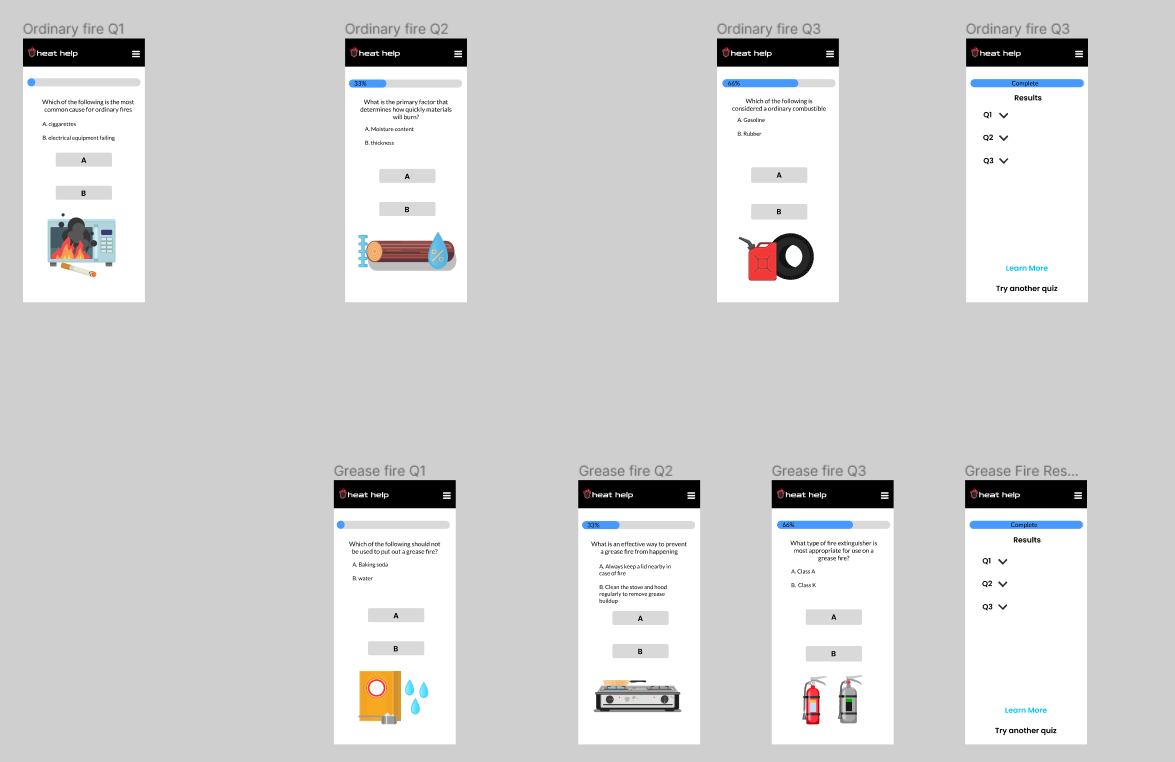 Ordinary fire Q1
heat help
Which of the following is the most
common cause for ordinary fires
A. ciggarettes
B. electrical equipment failing
A
B
Ordinary fire Q2
heat help
33%
What is the primary factor that
determines how quickly materials
will burn?
A. Moisture content
B. thickness
A
B
%
Ordinary fire Q3
heat help
66%
Which of the following is
considered a ordinary combustible
A. Gasoline
B. Rubber
A
B
Ordinary fire Q3
heat help
Complete
Results
Q1
Q2
Q3
Learn More
Try another quiz
Grease fire Q1
heat help
Which of the following should not
be used to put out a grease fire?
A. Baking soda
B. water
A
B
Grease fire Q2
heat help
33%
What is an effective way to prevent
a grease fire from happening
A. Always keep a lid nearby in
case of fire
B. Clean the stove and hood
regularly to remove grease
buildup
A
B
Grease fire Q3
heat help
66%
What type of fire extinguisher is
most appropriate for use on a
grease fire?
A. Class A
B. Class K
A
B
Grease Fire Res...
heat help
Complete
Results
Q1
Q2
Q3
Learn More
Try another quiz